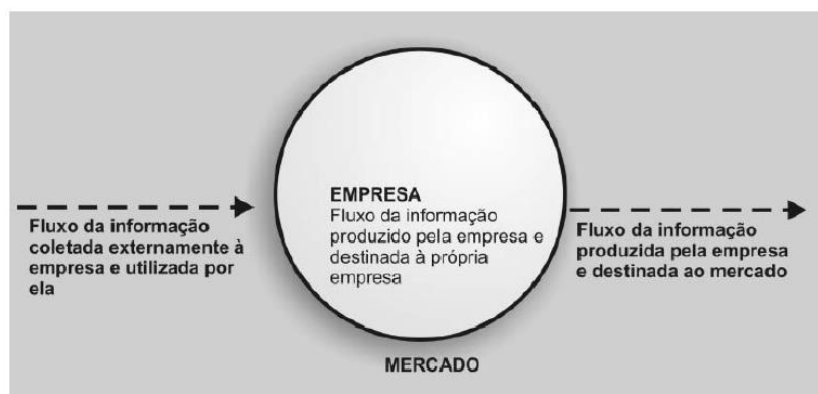 Fluxo da informação
coletada externamente à
empresa e utilizada por
ela
EMPRESA
Fluxo da informação
produzido pela empresa e
destinada à própria
empresa
Fluxo da informação
produzida pela empresa
e destinada ao mercado
MERCADO